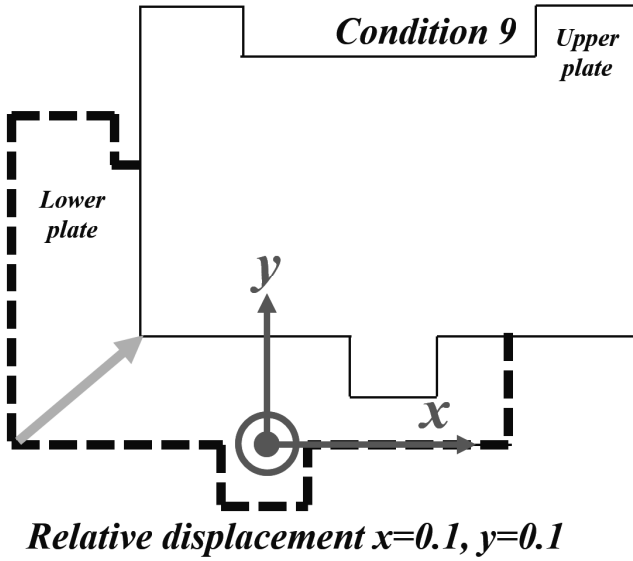 Condition 9
Upper
plate
Lower
plate
y
x
Relative displacement x=0.1, y=0.1